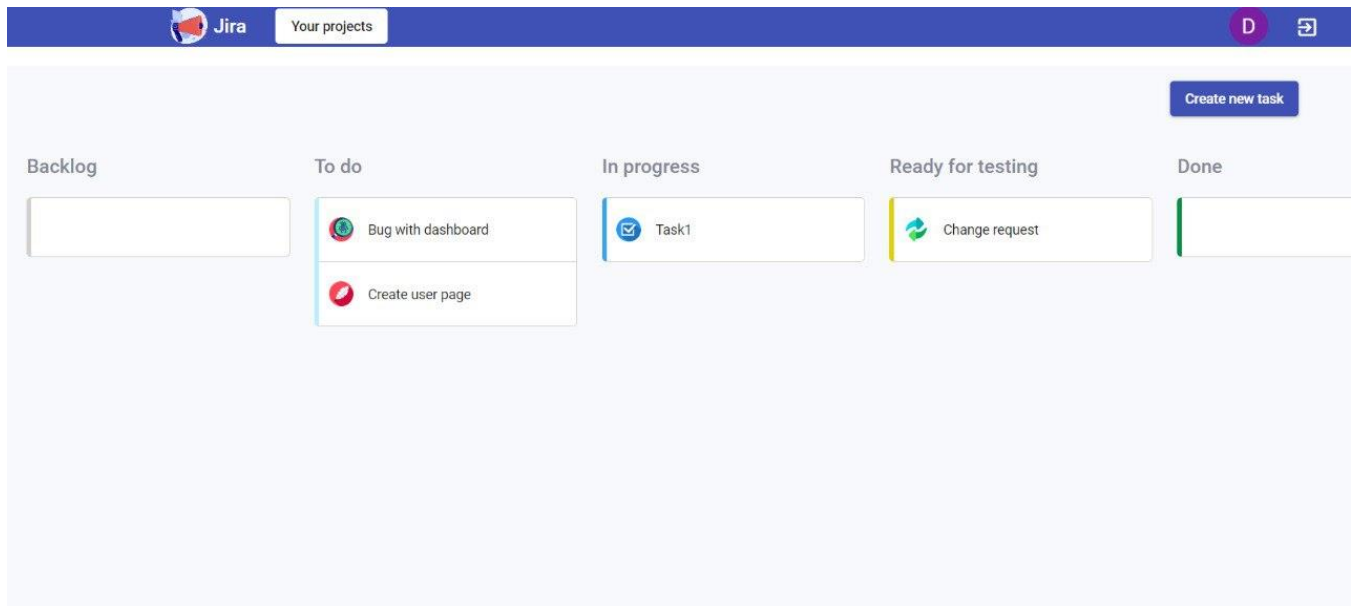 Jira
Your projects
D
Create new task
Backlog
To do
In progress
Ready for testing
Done
Bug with dashboard
Task1
Change request
Create user page